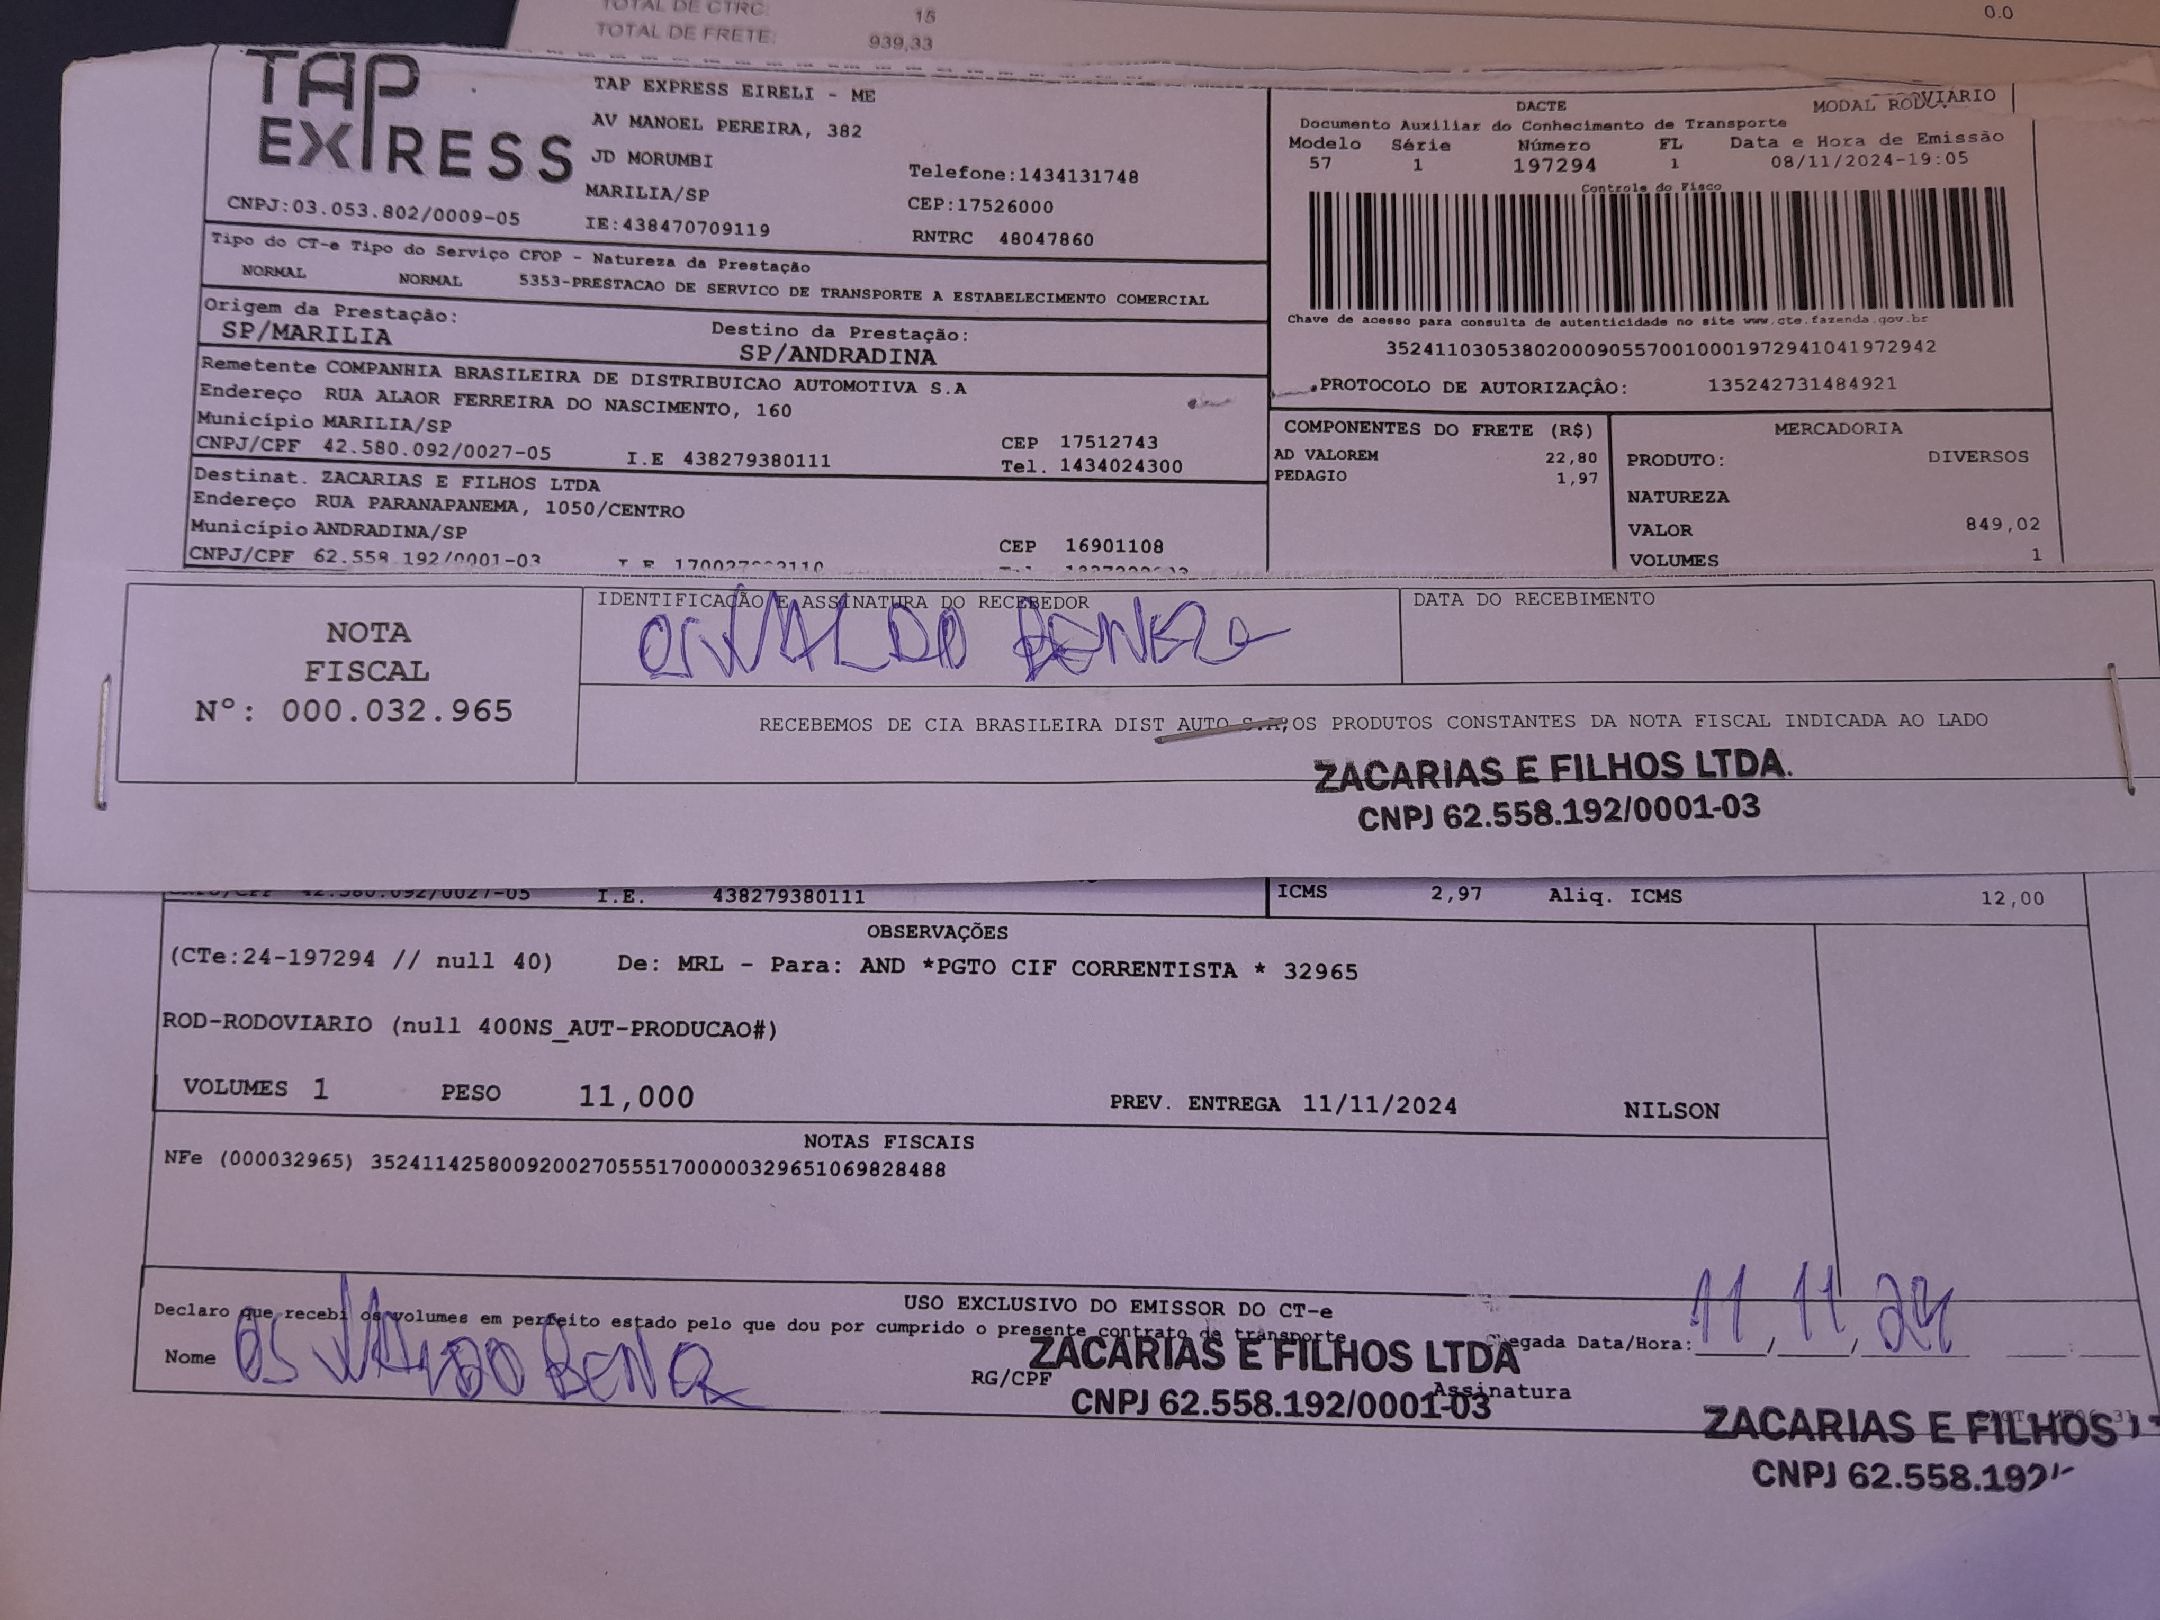 TOTAL DE CTRC: 15
0.0
TOTAL DE FRETE: 939,33
TAP EXPRESS
TAP EXPRESS EIRELI - ME
AV MANOEL PEREIRA, 382
JD MORUMBI
MARILIA/SP
IE:438470709119
Telefone:1434131748
CEP:17526000
RNTRC 48047860
CNPJ:03.053.802/0009-05
DACTE
MODAL RODOVIARIO
Documento Auxiliar do Conhecimento de Transporte
Modelo Série Número FL Data e Hora de Emissão
57 1 197294 1 08/11/2024-19:05
Controle do Fisco
Chave de acesso para consulta de autenticidade no site www.cte.fazenda.gov.br
35241103053802000905570010001972941041972942
PROTOCOLO DE AUTORIZAÇÂO: 135242731484921
Tipo do CT-e Tipo do Serviço CFOP - Natureza da Prestação
NORMAL NORMAL 5353-PRESTACAO DE SERVICO DE TRANSPORTE A ESTABELECIMENTO COMERCIAL
Origem da Prestação: Destino da Prestação:
SP/MARILIA SP/ANDRADINA
Remetente COMPANHIA BRASILEIRA DE DISTRIBUICAO AUTOMOTIVA S.A
Endereço RUA ALAOR FERREIRA DO NASCIMENTO, 160
Município MARILIA/SP CEP 17512743
CNPJ/CPF 42.580.092/0027-05 I.E 438279380111 Tel. 1434024300
Destinat. ZACARIAS E FILHOS LTDA
Endereço RUA PARANAPANEMA, 1050/CENTRO
Município ANDRADINA/SP CEP 16901108
CNPJ/CPF 62.558.192/0001-03 I.E
COMPONENTES DO FRETE (R$)
AD VALOREM 22,80
PEDAGIO 1,97
MERCADORIA
PRODUTO: DIVERSOS
NATUREZA
VALOR 849,02
VOLUMES 1
NOTA
FISCAL
Nº: 000.032.965
IDENTIFICAÇÃO E ASSINATURA DO RECEBEDOR
OSWALDO
DATA DO RECEBIMENTO
RECEBEMOS DE CIA BRASILEIRA DIST AUTO S.A, OS PRODUTOS CONSTANTES DA NOTA FISCAL INDICADA AO LADO
ZACARIAS E FILHOS LTDA.
CNPJ 62.558.192/0001-03
CNPJ/CPF 42.580.092/0027-05 I.E. 438279380111
ICMS 2,97 Aliq. ICMS 12,00
OBSERVAÇÕES
(CTe:24-197294 // null 40) De: MRL - Para: AND *PGTO CIF CORRENTISTA * 32965
ROD-RODOVIARIO (null 400NS_AUT-PRODUCAO#)
VOLUMES 1 PESO 11,000 PREV. ENTREGA 11/11/2024 NILSON
NOTAS FISCAIS
NFe (000032965) 35241142580092002705551700000329651069828488
USO EXCLUSIVO DO EMISSOR DO CT-e
Declaro que recebi os volumes em perfeito estado pelo que dou por cumprido o presente contrato de transporte
Chegada Data/Hora: 11/11/24 :
Nome OSWALDO
RG/CPF
Assinatura
ZACARIAS E FILHOS LTDA
CNPJ 62.558.192/0001-03
ZACARIAS E FILHOS
CNPJ 62.558.192/